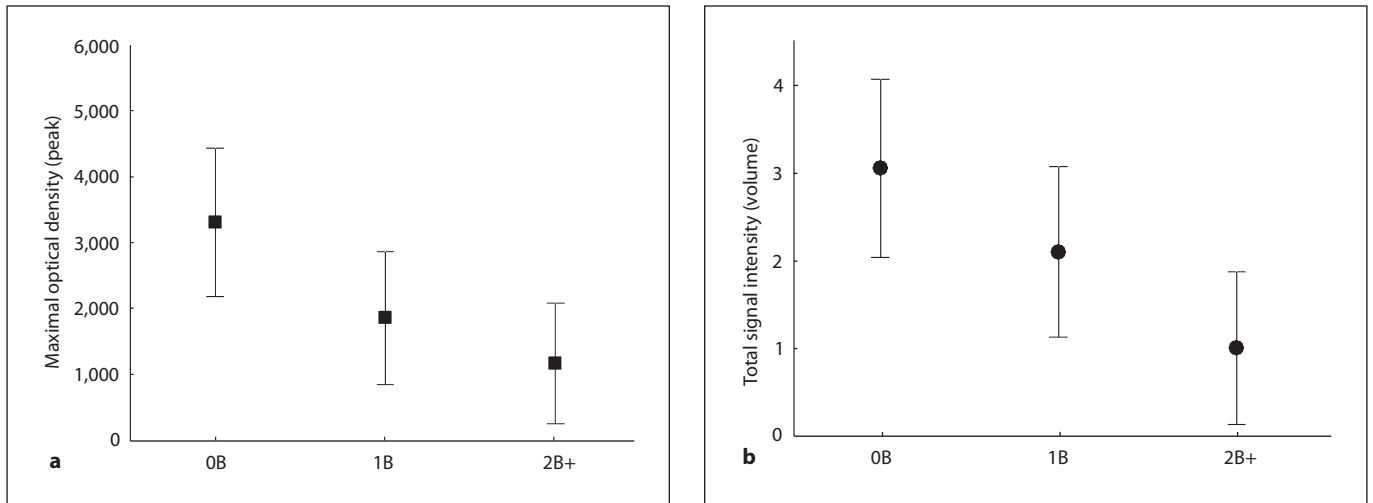 6,000
5,000
4,000
3,000
2,000
1,000
0
Maximal optical density (peak)
0B 1B 2B+
a
4
3
2
1
0
Total signal intensity (volume)
0B 1B 2B+
b